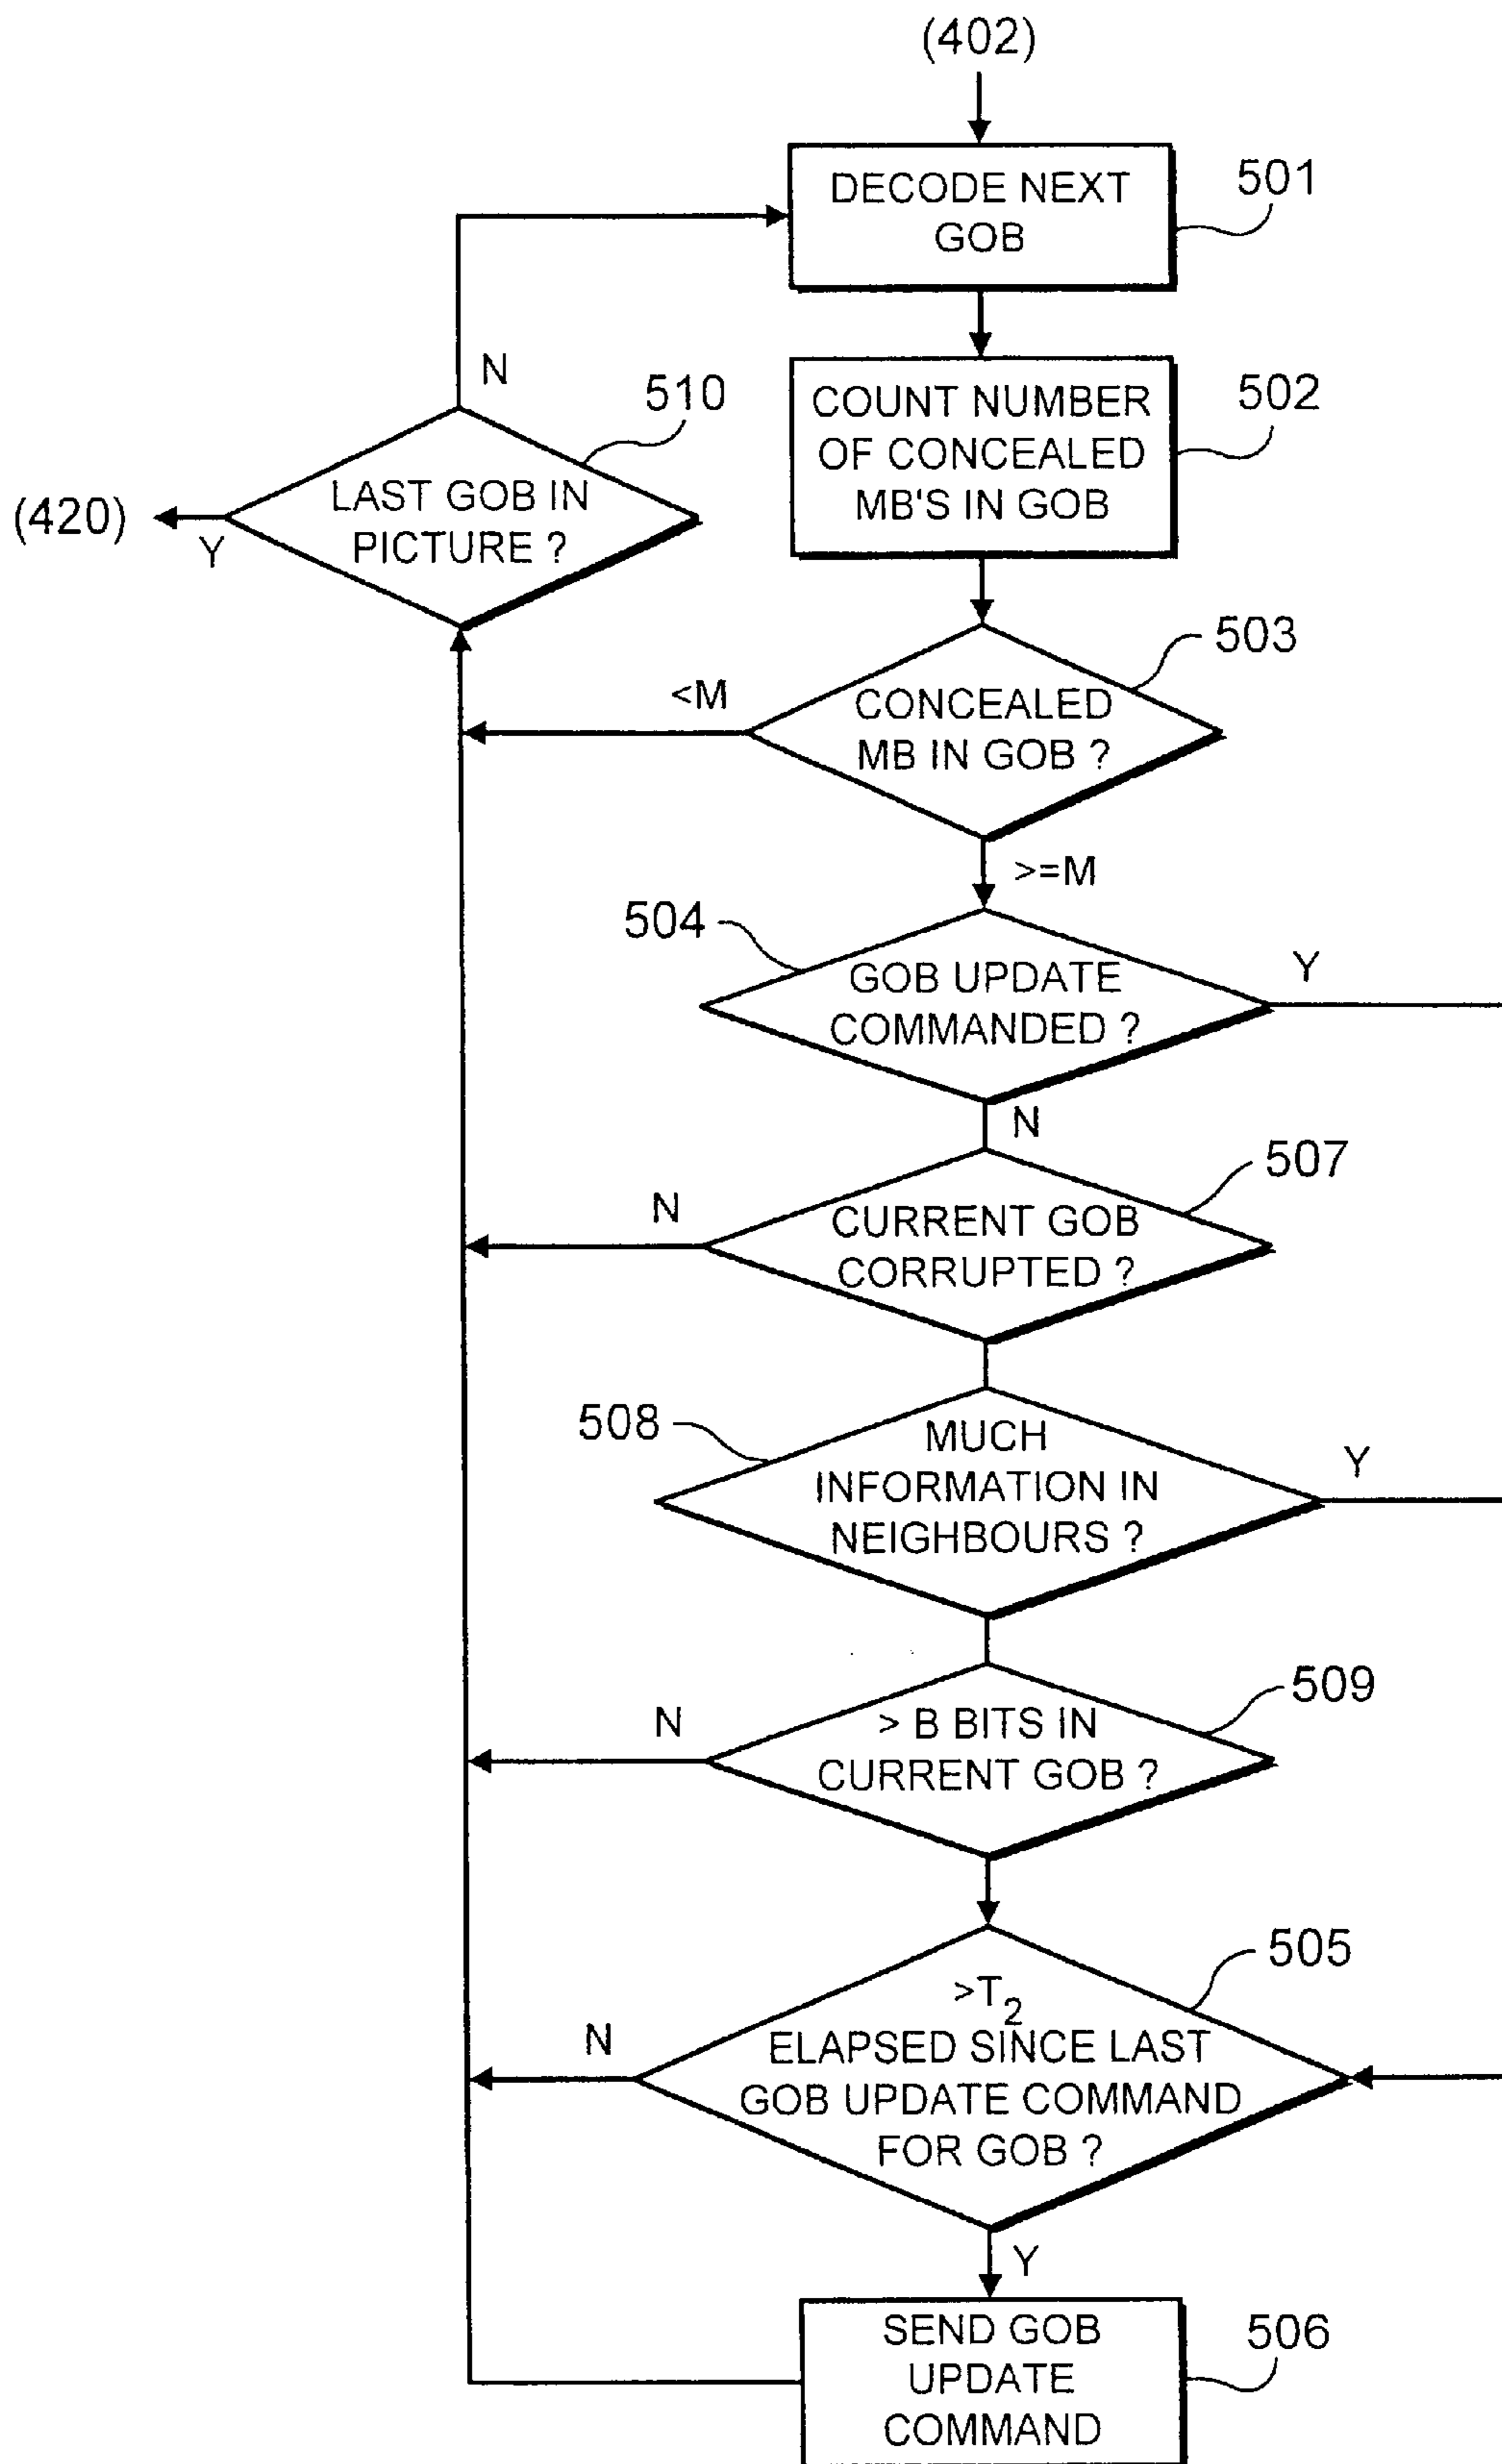 (402)
DECODE NEXT
GOB
501
COUNT NUMBER
OF CONCEALED
MB'S IN GOB
502
N
510
LAST GOB IN
PICTURE ?
(420)
Y
503
<M
CONCEALED
MB IN GOB ?
>=M
504
GOB UPDATE
COMMANDED ?
Y
N
507
N
CURRENT GOB
CORRUPTED ?
508
MUCH
INFORMATION IN
NEIGHBOURS ?
Y
509
N
> B BITS IN
CURRENT GOB ?
505
>T2
N
ELAPSED SINCE LAST
GOB UPDATE COMMAND
FOR GOB ?
Y
SEND GOB
UPDATE
COMMAND
506